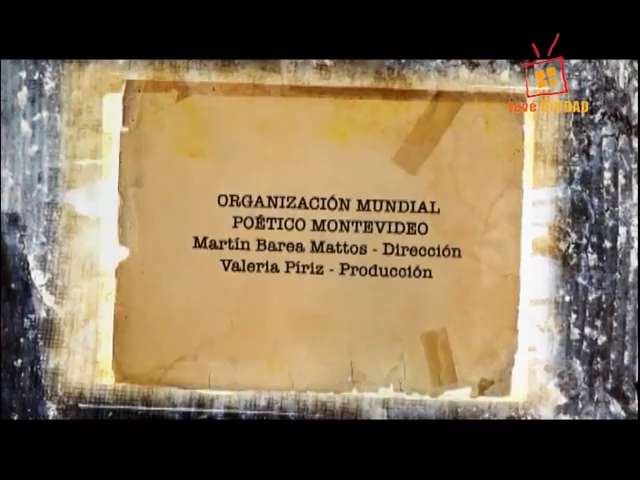 ORGANIZACIÓN MUNDIAL
POÉTICO MONTEVIDEO
Martín Barea Mattos - Dirección
Valeria Píriz - Producción